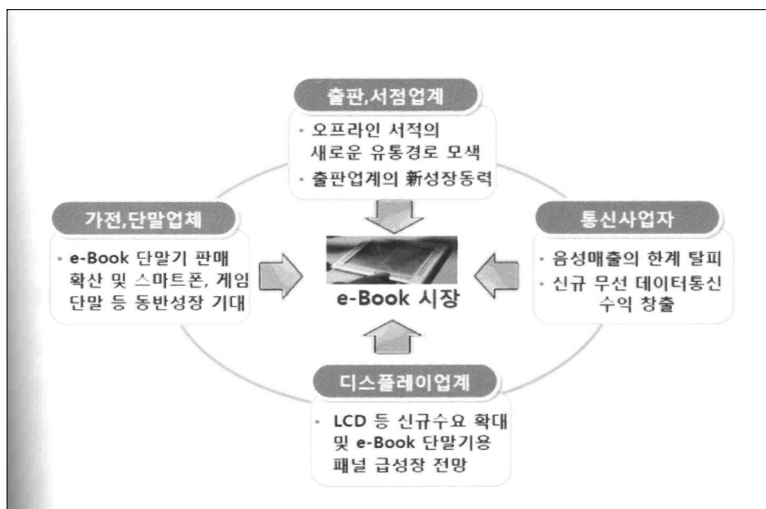 출판,서점업계
• 오프라인 서적의
새로운 유통경로 모색
• 출판업계의 新성장동력
가전,단말업체
• e-Book 단말기 판매
확산 및 스마트폰, 게임
단말 등 동반성장 기대
e-Book 시장
통신사업자
• 음성매출의 한계 탈피
• 신규 무선 데이터통신
수익 창출
디스플레이업계
• LCD 등 신규수요 확대
및 e-Book 단말기용
패널 급성장 전망